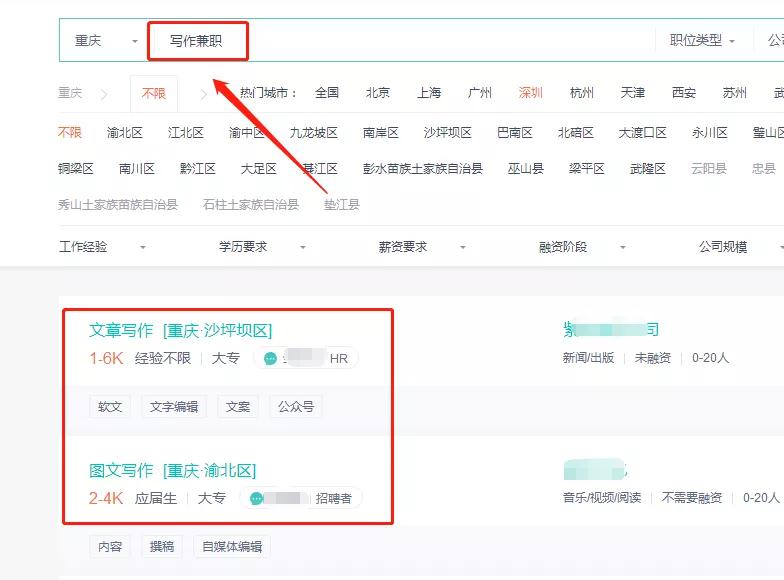 重庆 写作兼职 职位类型 公
重庆 不限 热门城市： 全国 北京 上海 广州 深圳 杭州 天津 西安 苏州 武
不限 渝北区 江北区 渝中区 九龙坡区 南岸区 沙坪坝区 巴南区 北碚区 大渡口区 永川区 璧山区
铜梁区 南川区 黔江区 大足区 綦江区 彭水苗族土家族自治县 巫山县 梁平区 武隆区 云阳县 忠县
秀山土家族苗族自治县 石柱土家族自治县 垫江县
工作经验 学历要求 薪资要求 融资阶段 公司规模
文章写作 [重庆·沙坪坝区] 紫 司
1-6K 经验不限 大专 HR 新闻/出版 未融资 0-20人
软文 文字编辑 文案 公众号
图文写作 [重庆·渝北区]
2-4K 应届生 大专 招聘者 音乐/视频/阅读 不需要融资 0-20人
内容 撰稿 自媒体编辑